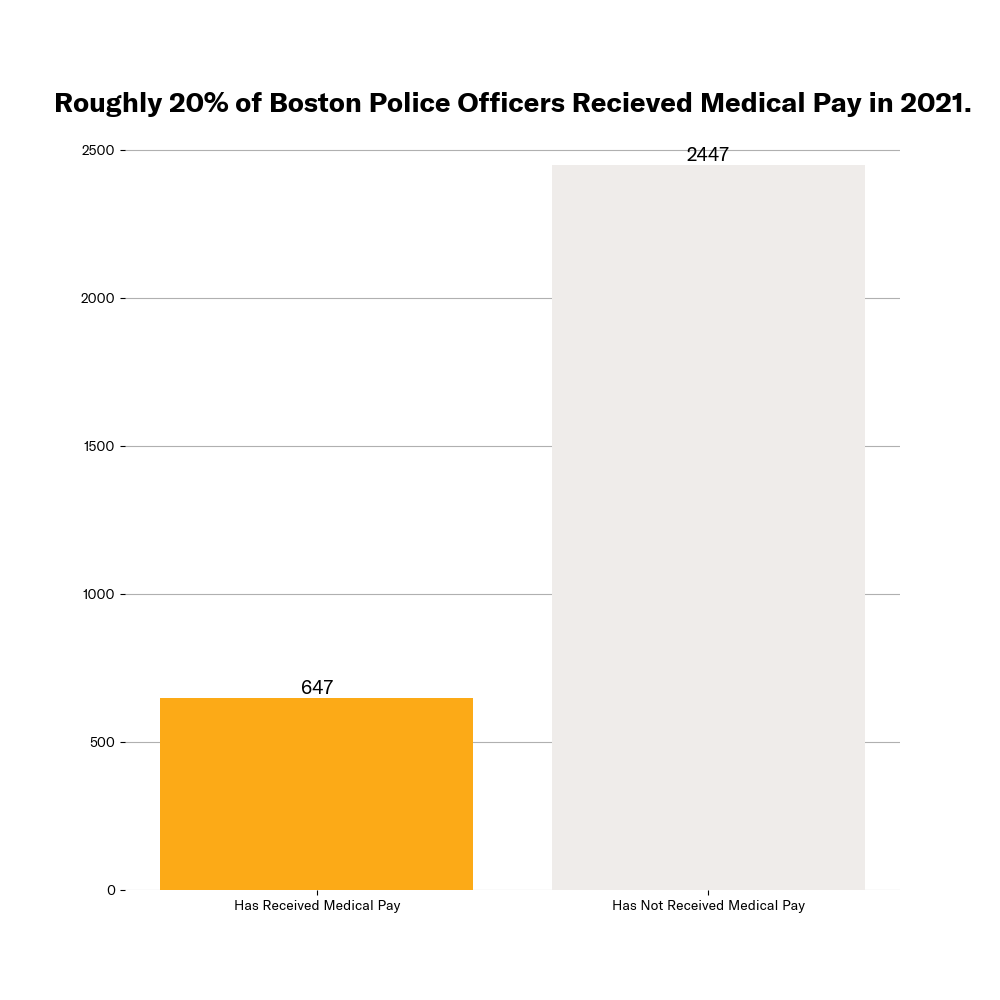 Roughly 20% of Boston Police Officers Recieved Medical Pay in 2021.
2500
2447
2000
1500
1000
647
500
0
Has Received Medical Pay
Has Not Received Medical Pay